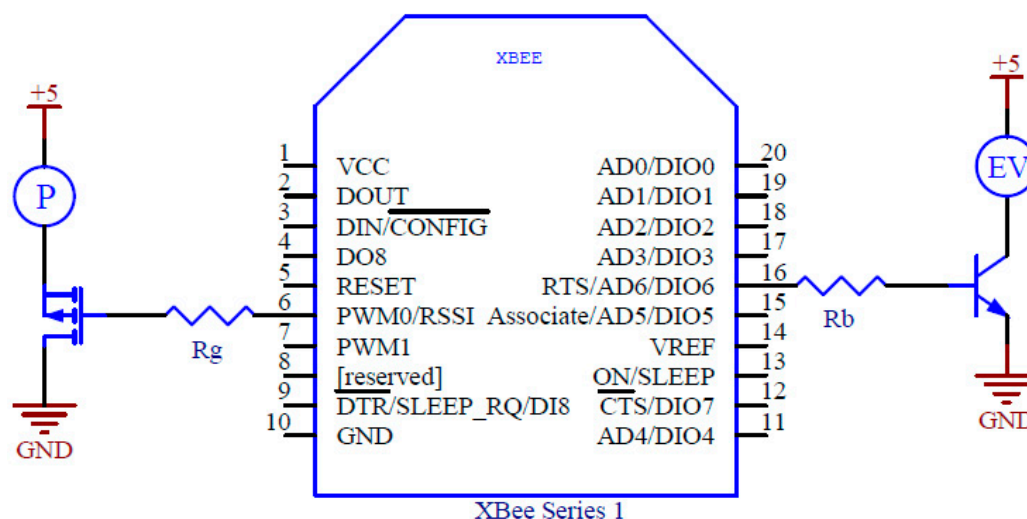 XBEE
+5
P
Rg
GND
1 VCC
2 DOUT
3 DIN/CONFIG
4 DO8
5 RESET
6 PWM0/RSSI
7 PWM1
8 [reserved]
9 DTR/SLEEP_RQ/DI8
10 GND
AD0/DIO0 20
AD1/DIO1 19
AD2/DIO2 18
AD3/DIO3 17
RTS/AD6/DIO6 16
Associate/AD5/DIO5 15
VREF 14
ON/SLEEP 13
CTS/DIO7 12
AD4/DIO4 11
+5
EV
Rb
GND
XBee Series 1